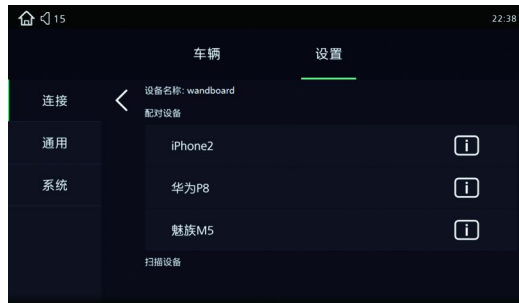 15
22:38
车辆
设置
连接
通用
系统
设备名称: wandboard
配对设备
iPhone2
华为P8
魅族M5
扫描设备